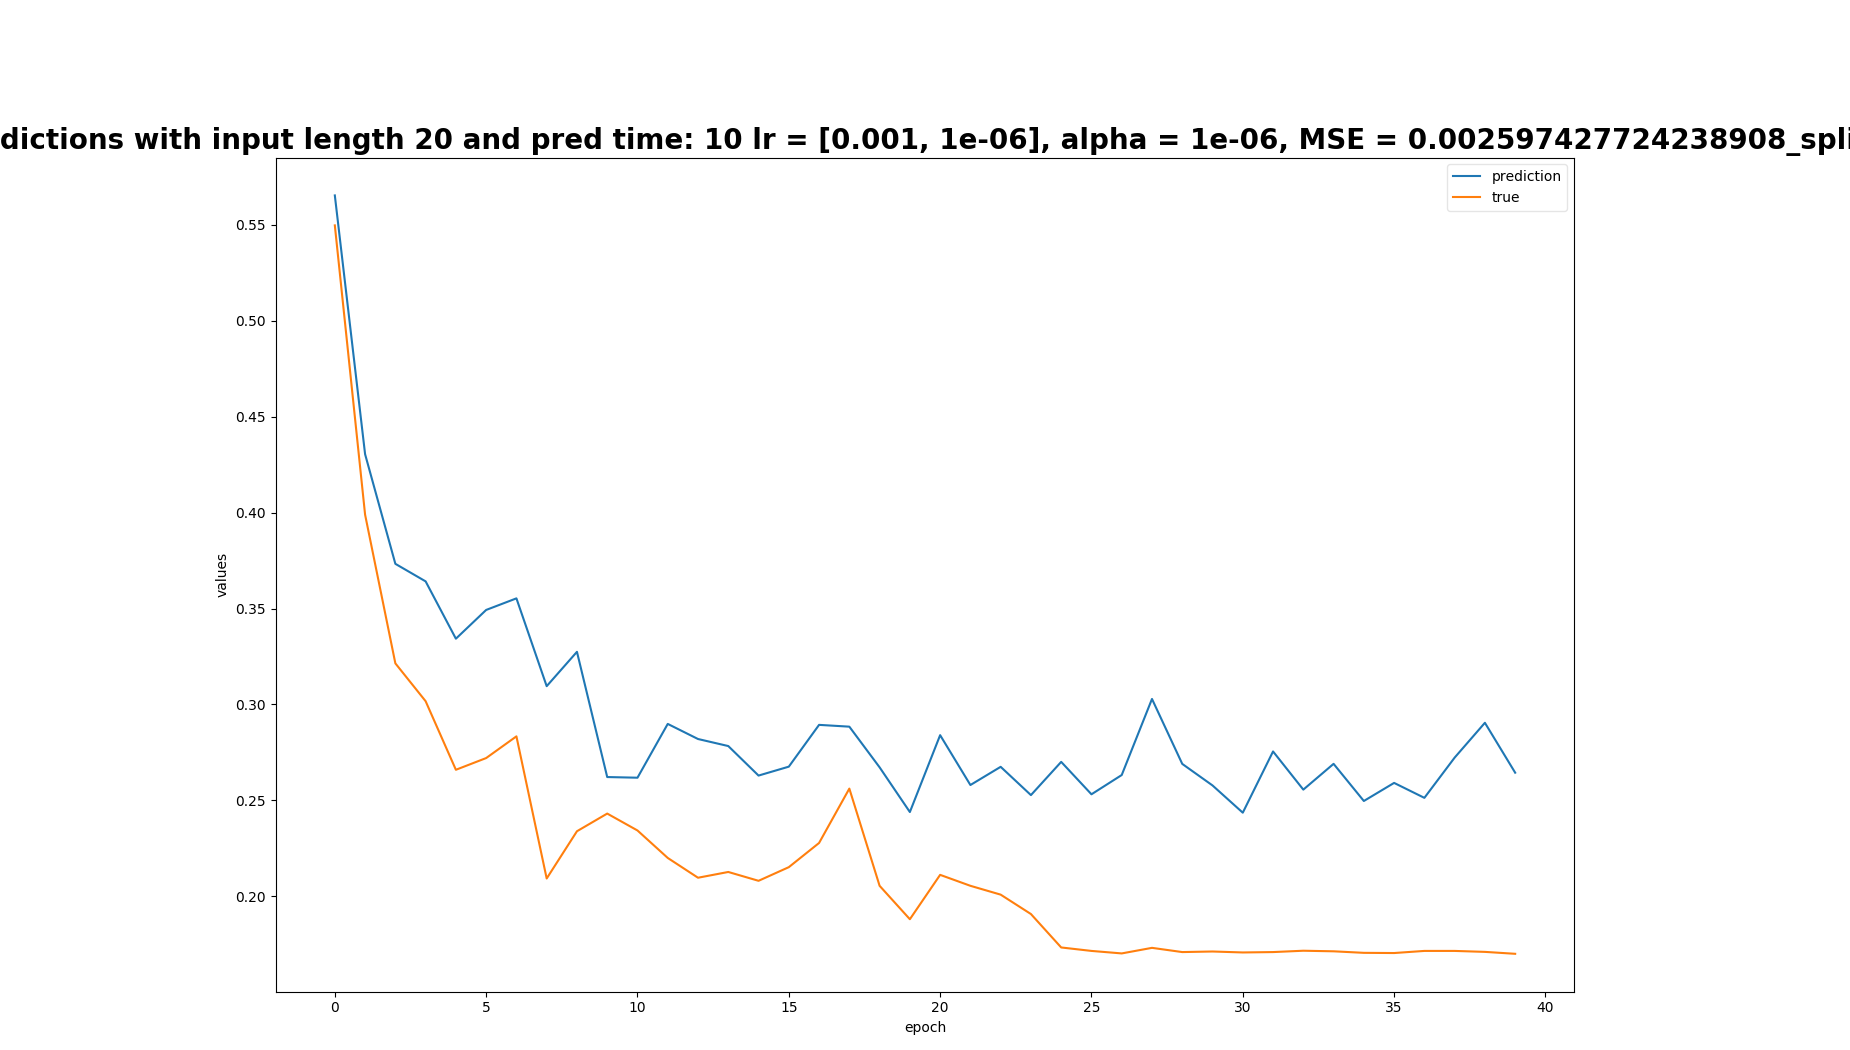 dictions with input length 20 and pred time: 10 lr = [0.001, 1e-06], alpha = 1e-06, MSE = 0.002597427724238908_spli
prediction
true
0.55
0.50
0.45
0.40
0.35
0.30
0.25
0.20
values
0 5 10 15 20 25 30 35 40
epoch